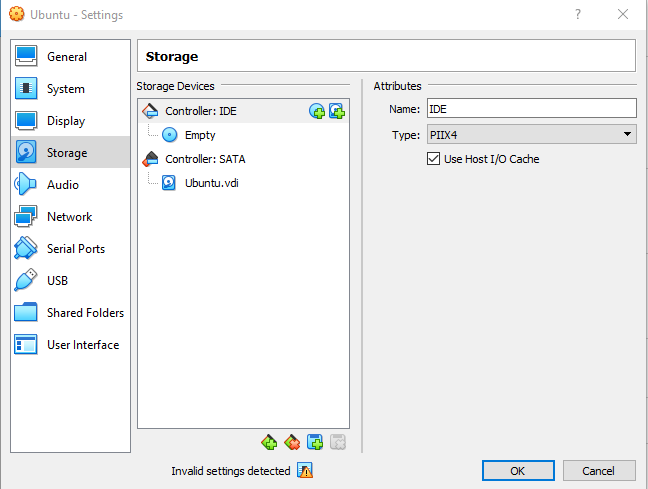 Ubuntu - Settings
General
System
Display
Storage
Audio
Network
Serial Ports
USB
Shared Folders
User Interface
Storage
Storage Devices
Controller: IDE
Empty
Controller: SATA
Ubuntu.vdi
Attributes
Name: IDE
Type: PIIX4
Use Host I/O Cache
Invalid settings detected
OK
Cancel